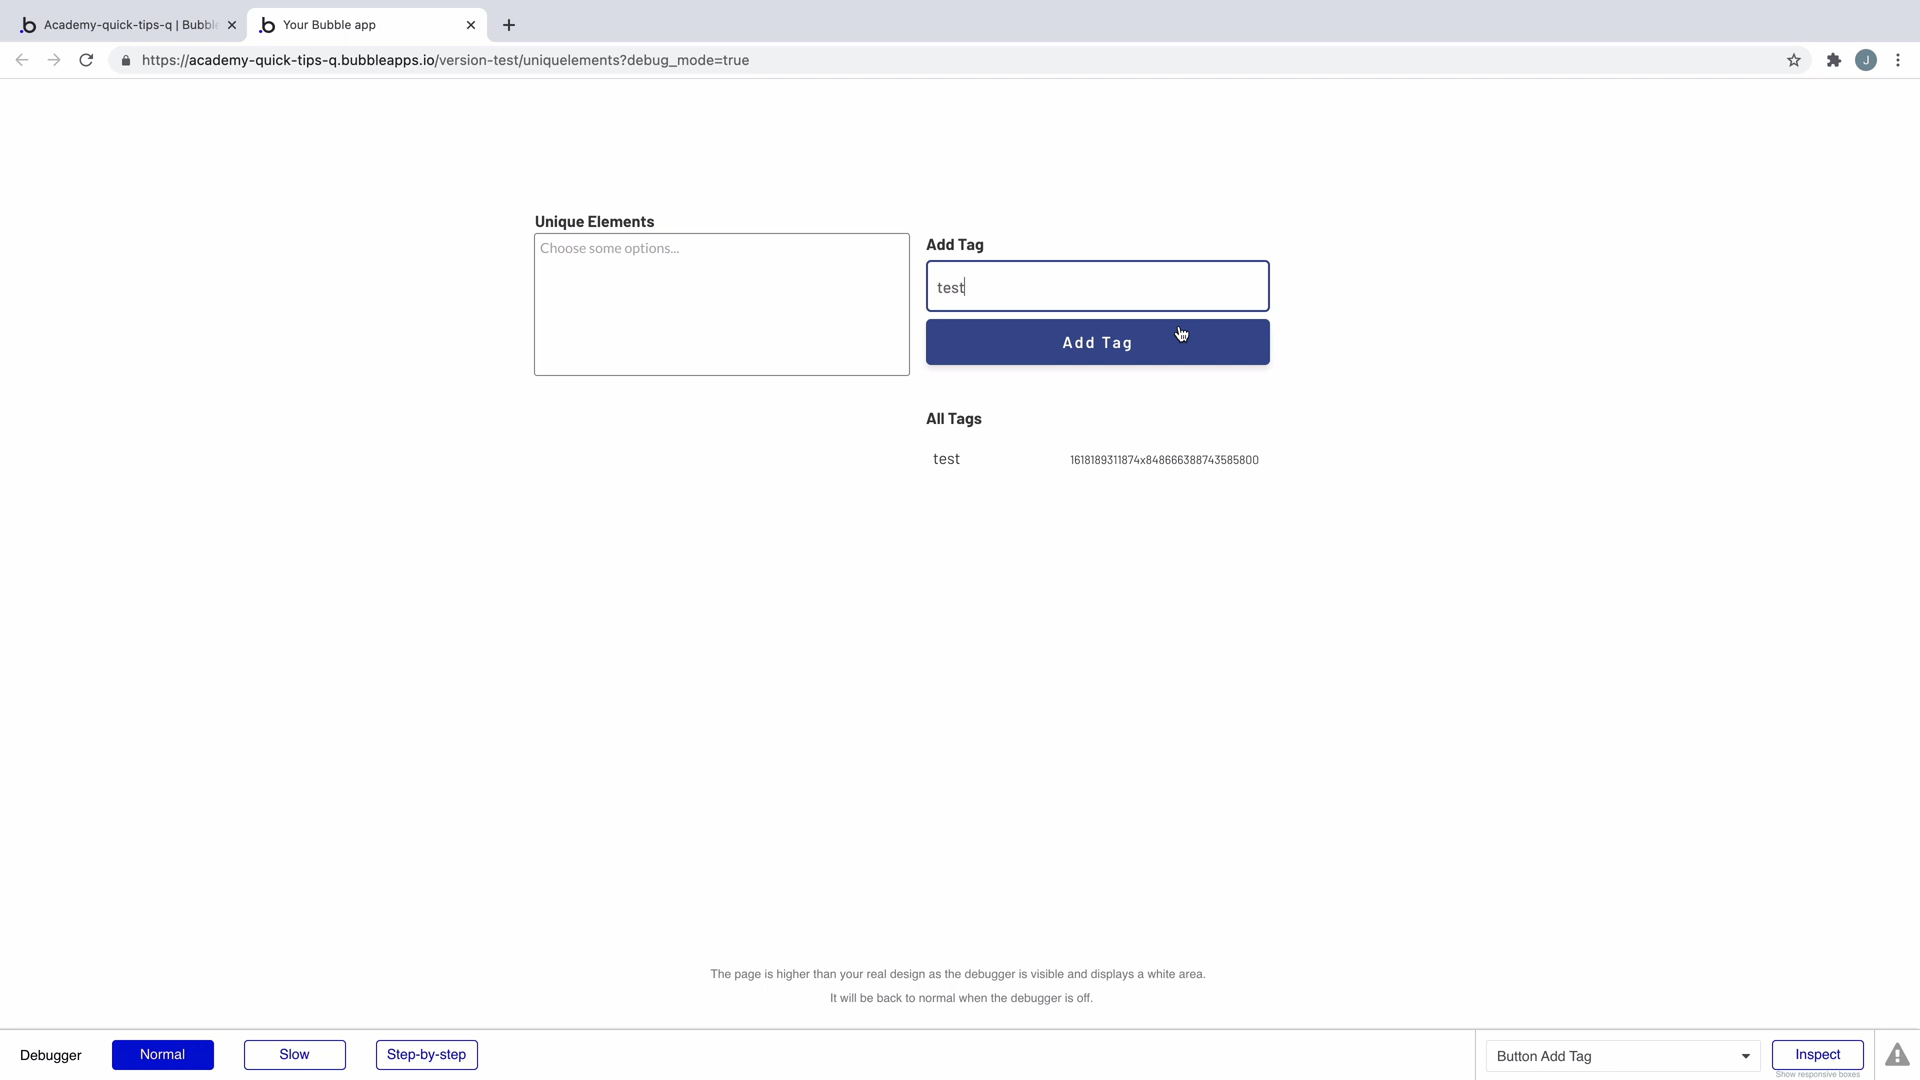 Academy-quick-tips-q | Bubble
Your Bubble app
https://academy-quick-tips-q.bubbleapps.io/version-test/uniquelements?debug_mode=true
J
Unique Elements
Choose some options...
Add Tag
test
Add Tag
All Tags
test 1618189311874x848666388743585800
The page is higher than your real design as the debugger is visible and displays a white area.
It will be back to normal when the debugger is off.
Debugger Normal Slow Step-by-step Button Add Tag Inspect
Show responsive boxes